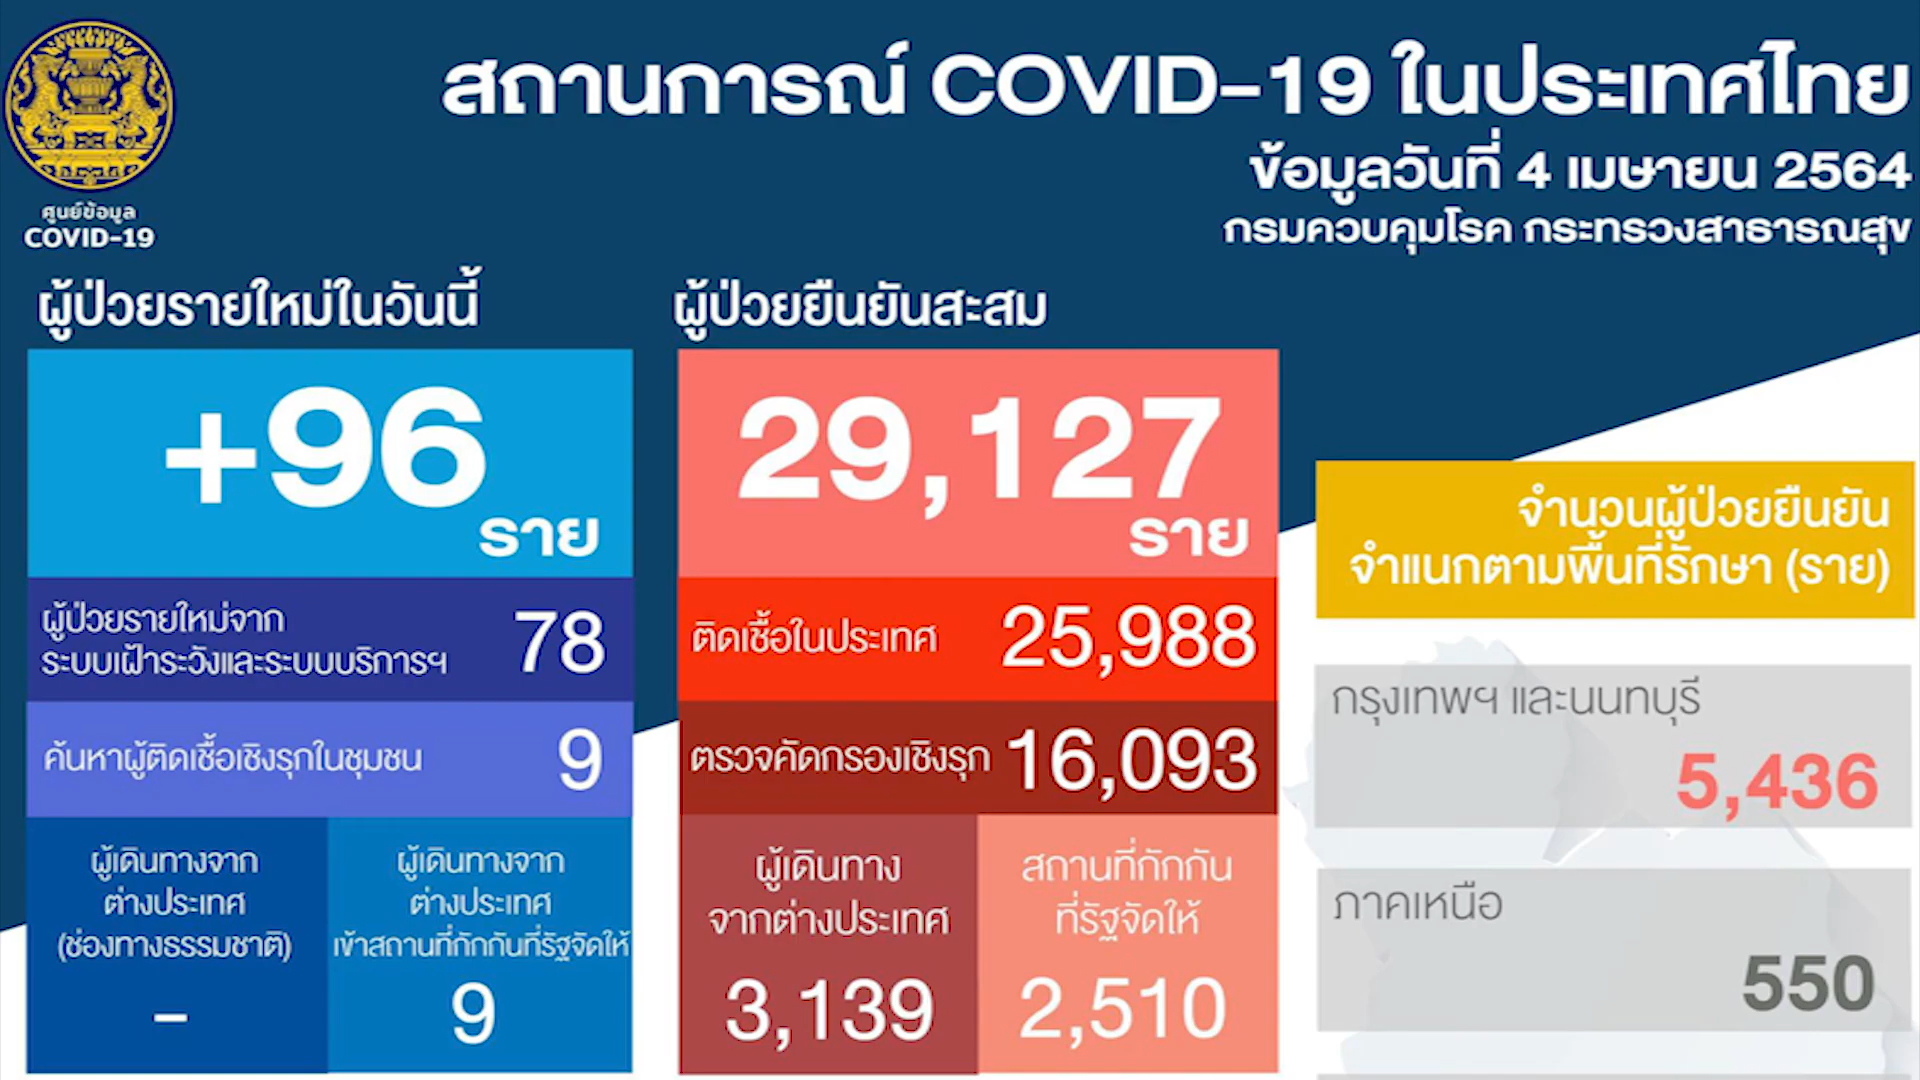 สถานการณ์ COVID-19 ในประเทศไทย
ข้อมูลวันที่ 4 เมษายน 2564
กรมควบคุมโรค กระทรวงสาธารณสุข
ศูนย์ข้อมูล
COVID-19
ผู้ป่วยรายใหม่ในวันนี้
+96
ราย
ผู้ป่วยรายใหม่จาก
ระบบเฝ้าระวังและระบบบริการฯ
78
ค้นหาผู้ติดเชื้อเชิงรุกในชุมชน
9
ผู้เดินทางจาก
ต่างประเทศ
(ช่องทางธรรมชาติ)
-
ผู้เดินทางจาก
ต่างประเทศ
เข้าสถานที่กักกันที่รัฐจัดให้
9
ผู้ป่วยยืนยันสะสม
29,127
ราย
ติดเชื้อในประเทศ
25,988
ตรวจคัดกรองเชิงรุก
16,093
ผู้เดินทาง
จากต่างประเทศ
3,139
สถานที่กักกัน
ที่รัฐจัดให้
2,510
จำนวนผู้ป่วยยืนยัน
จำแนกตามพื้นที่รักษา (ราย)
กรุงเทพฯ และนนทบุรี
5,436
ภาคเหนือ
550